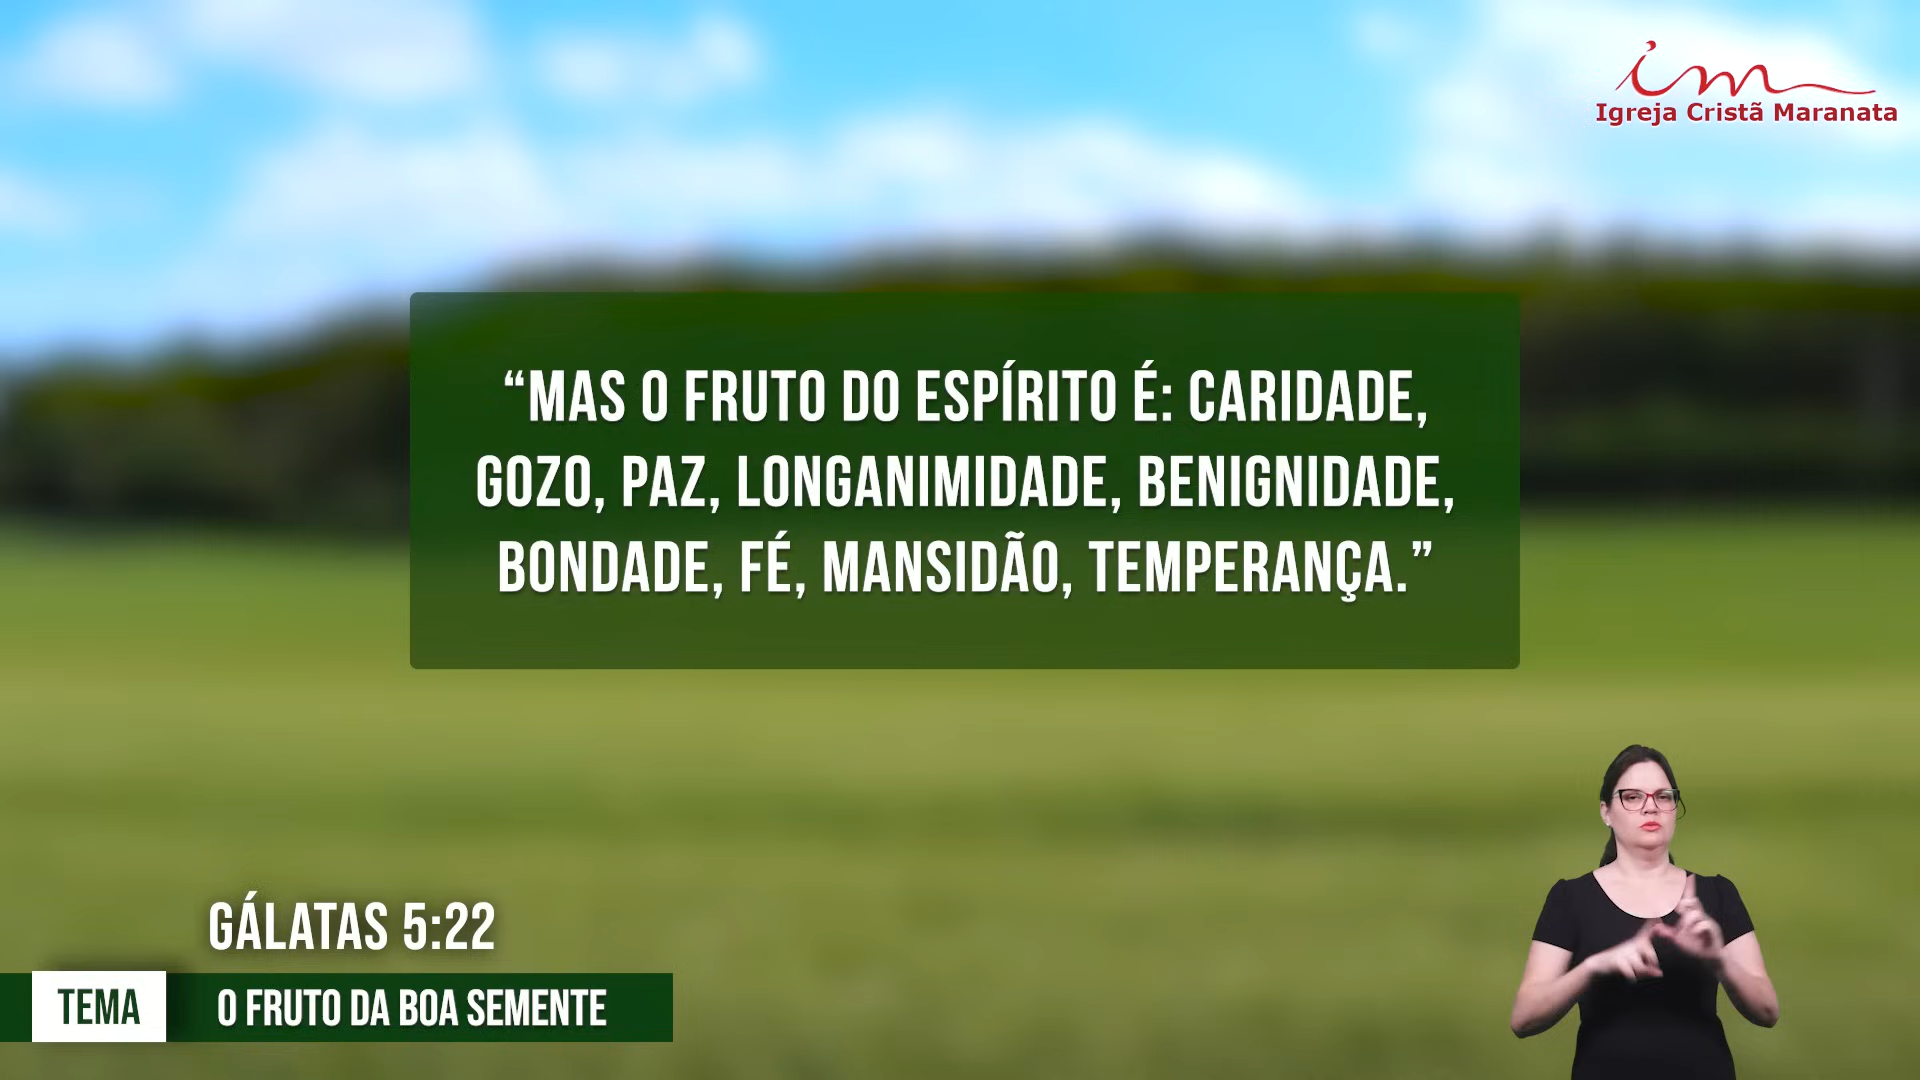 im
Igreja Cristã Maranata
“MAS O FRUTO DO ESPÍRITO É: CARIDADE,
GOZO, PAZ, LONGANIMIDADE, BENIGNIDADE,
BONDADE, FÉ, MANSIDÃO, TEMPERANÇA.”
GÁLATAS 5:22
TEMA
O FRUTO DA BOA SEMENTE